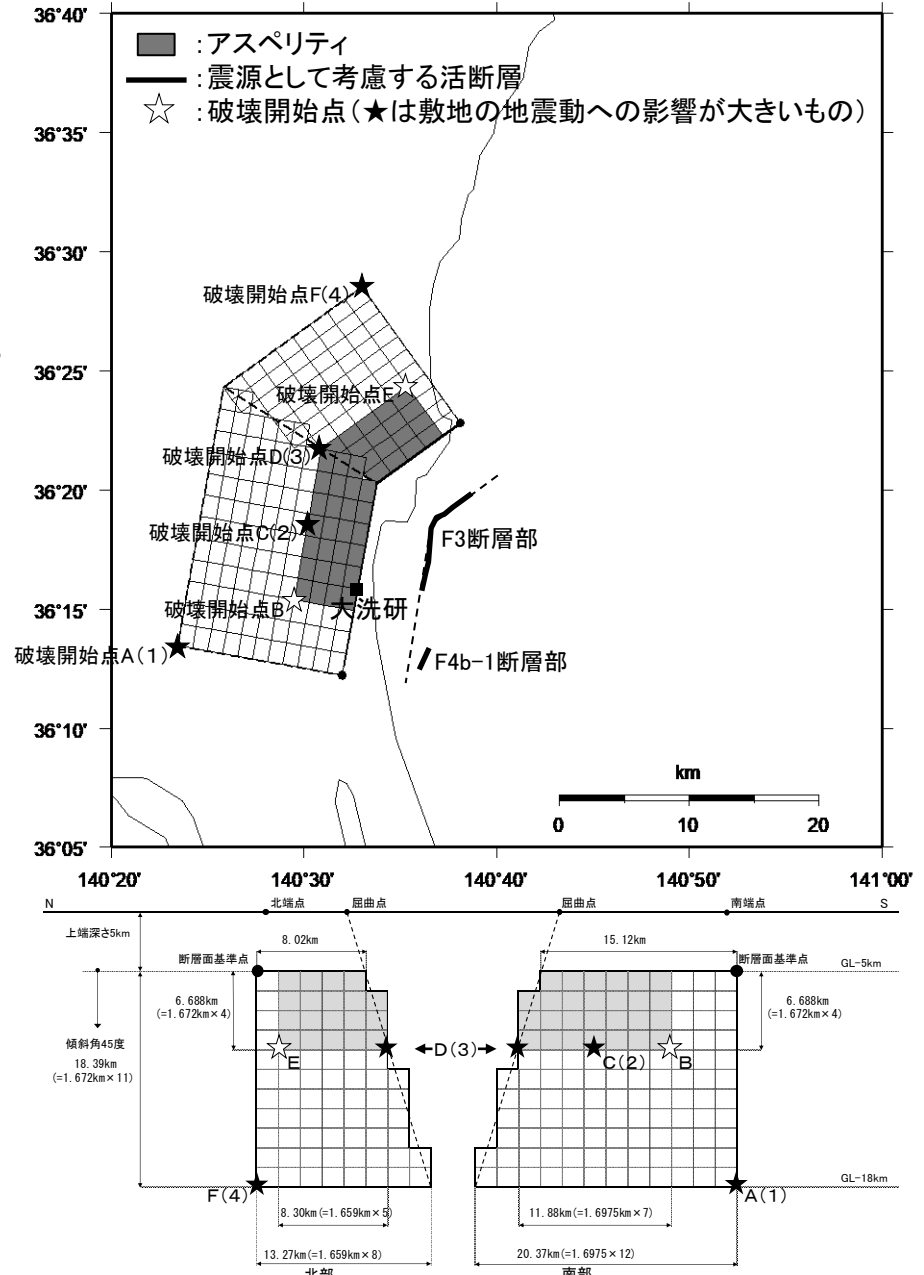 36°40'
：アスペリティ
：震源として考慮する活断層
：破壊開始点（★は敷地の地震動への影響が大きいもの）
36°35'
36°30'
破壊開始点F(4)
36°25'
破壊開始点E
破壊開始点D(3)
36°20'
破壊開始点C(2)
F3断層部
36°15'
破壊開始点B
大洗研
破壊開始点A(1)
F4b-1断層部
36°10'
km
0 10 20
36°05'
140°20' 140°30' 140°40' 140°50' 141°00'
N 北端点 屈曲点 屈曲点 南端点 S
上端深さ5km
8.02km 15.12km
断層面基準点 断層面基準点 GL-5km
6.688km
(=1.672km×4)
6.688km
(=1.672km×4)
傾斜角45度
18.39km
(=1.672km×11)
E D(3) C(2) B
F(4) A(1) GL-18km
8.30km(=1.659km×5) 11.88km(=1.6975km×7)
13.27km(=1.659km×8) 20.37km(=1.6975×12)
北部 南部